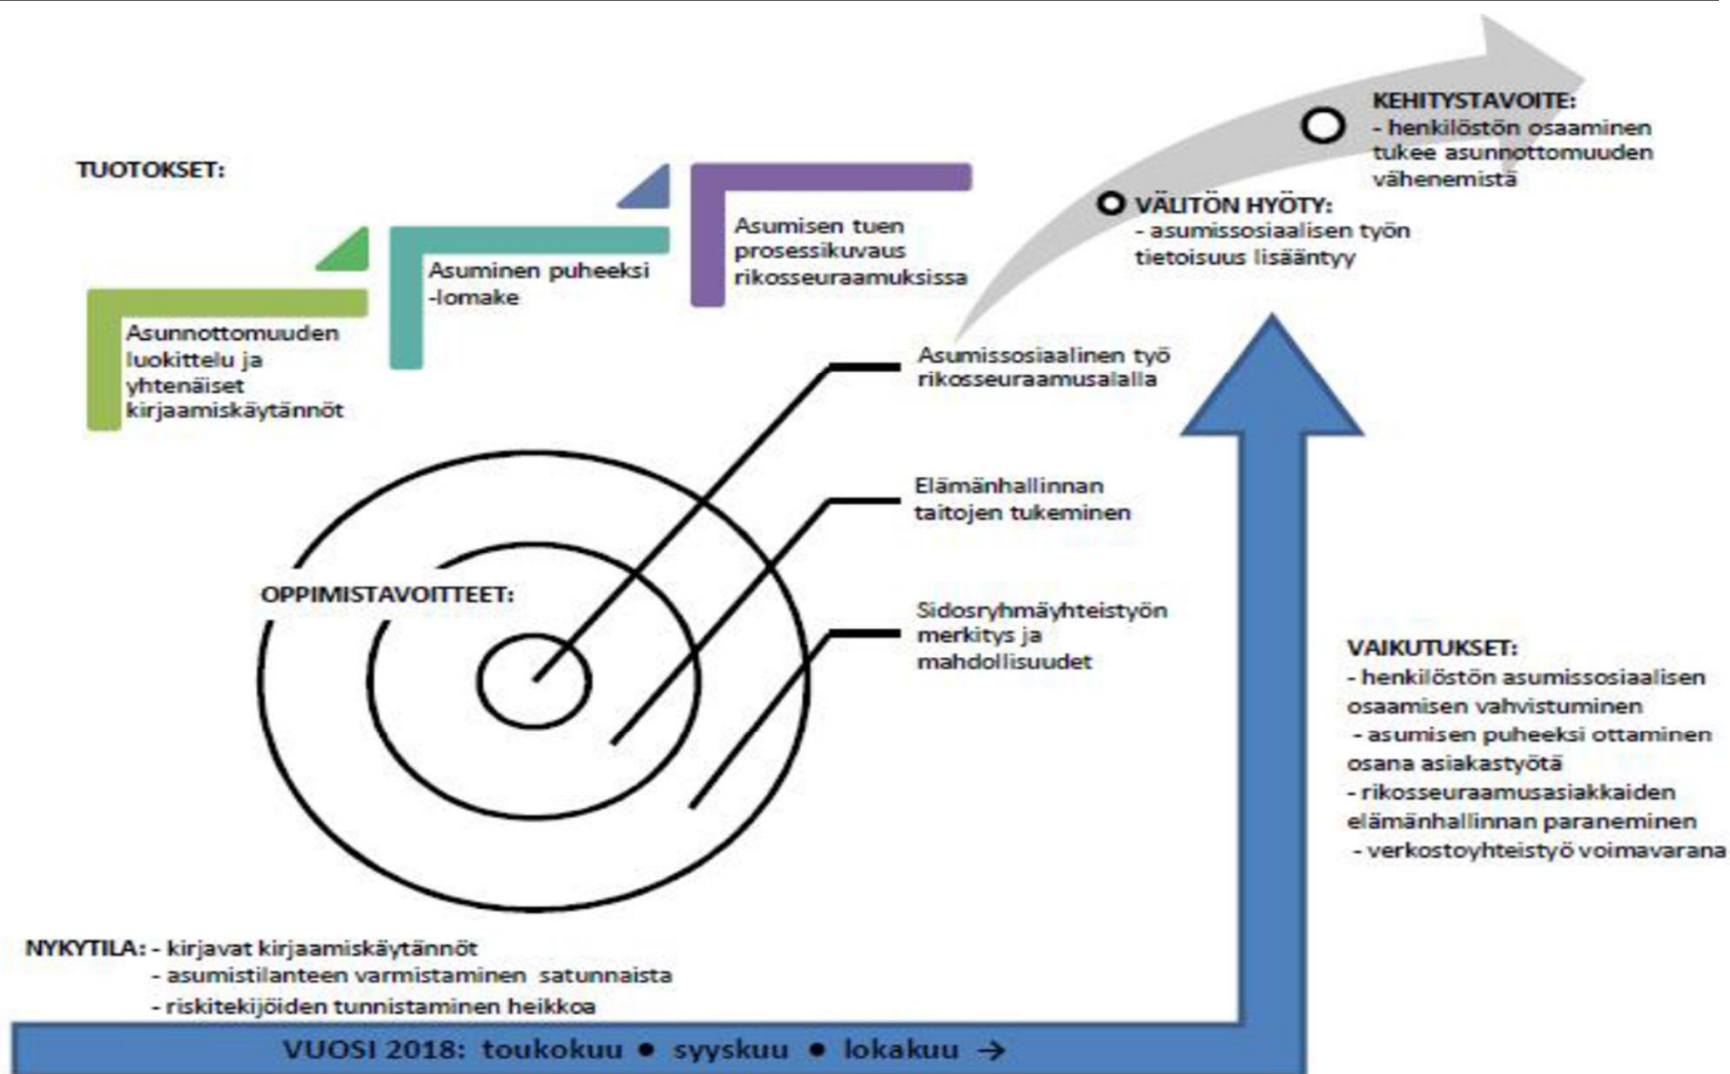 TUOTOKSET:
Asunnottomuuden
luokittelu ja
yhtenäiset
kirjaamiskäytännöt
Asuminen puheeksi
-lomake
Asumisen tuen
prosessikuvaus
rikosseuraamuksissa
KEHITYSTAVOITE:
- henkilöstön osaaminen
tukee asunnottomuuden
vähenemistä
VÄLITÖN HYÖTY:
- asumissosiaalisen työn
tietoisuus lisääntyy
OPPIMISTAVOITTEET:
Asumissosiaalinen työ
rikosseuraamusalalla
Elämänhallinnan
taitojen tukeminen
Sidosryhmäyhteistyön
merkitys ja
mahdollisuudet
VAIKUTUKSET:
- henkilöstön asumissosiaalisen
osaamisen vahvistuminen
- asumisen puheeksi ottaminen
osana asiakastyötä
- rikosseuraamusasiakkaiden
elämänhallinnan paraneminen
- verkostoyhteistyö voimavarana
NYKYTILA: - kirjavat kirjaamiskäytännöt
- asumistilanteen varmistaminen satunnaista
- riskitekijöiden tunnistaminen heikkoa
VUOSI 2018: toukokuu ● syyskuu ● lokakuu →